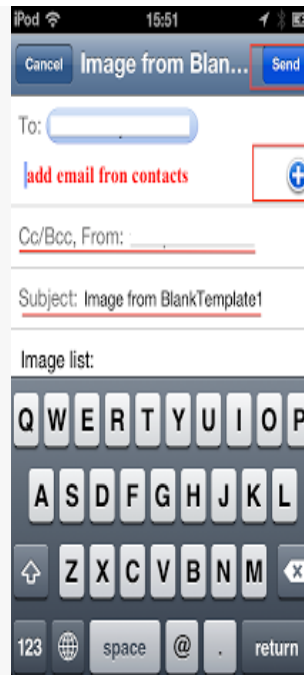 iPod 15:51
Cancel Image from Blan... Send
To:
add email fron contacts
Cc/Bcc, From:
Subject: Image from BlankTemplate1
Image list:
Q W E R T Y U I O P
A S D F G H J K L
Z X C V B N M
123 space @ . return